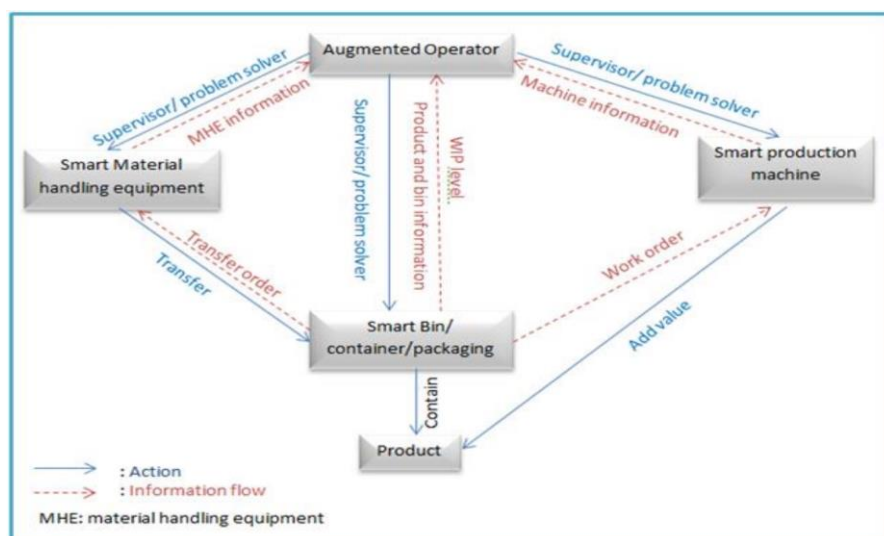 Augmented Operator
Supervisor/ problem solver
MHE information
Supervisor/ problem solver
Machine information
Smart Material
handling equipment
Supervisor/ problem solver
Product and bin information
WIP level
Smart production
machine
Transfer order
Transfer
Work order
Add value
Smart Bin/
container/packaging
Contain
Product
: Action
: Information flow
MHE: material handling equipment